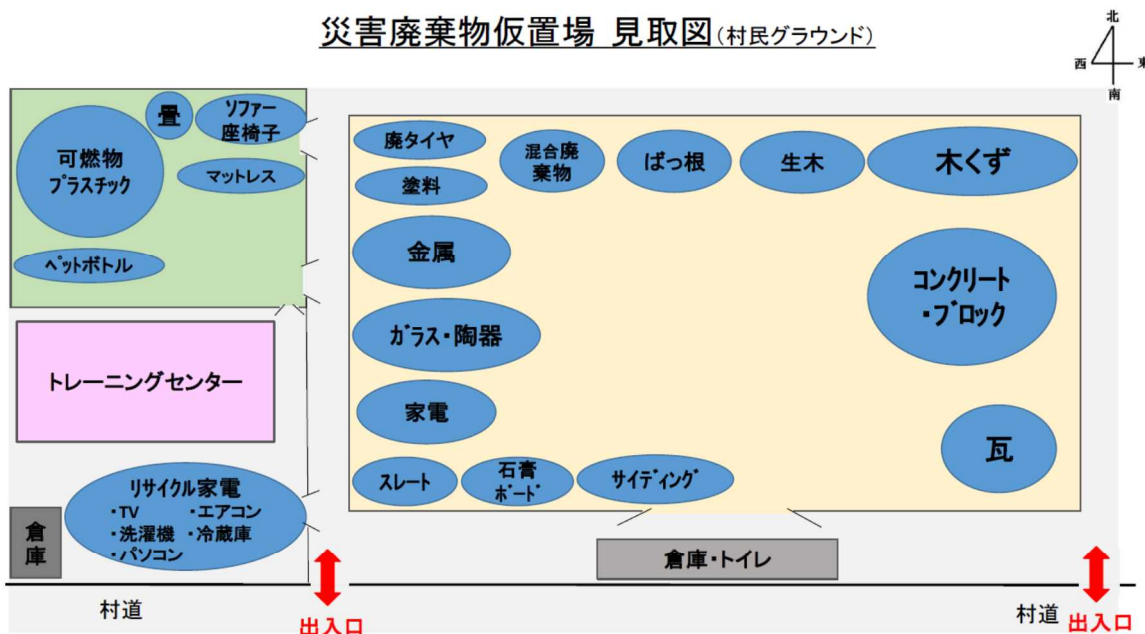 災害廃棄物仮置場 見取図(村民グラウンド)
北
西 東
南
畳
ソファー
座椅子
可燃物
プラスチック
マットレス
ペットボトル
廃タイヤ
塗料
混合廃
棄物
ばっ根
生木
木くず
金属
コンクリート
・ブロック
ガラス・陶器
トレーニングセンター
家電
瓦
スレート
石膏
ボード
サイディング
リサイクル家電
・TV ・エアコン
・洗濯機 ・冷蔵庫
・パソコン
倉
庫
倉庫・トイレ
村道
出入口
村道
出入口